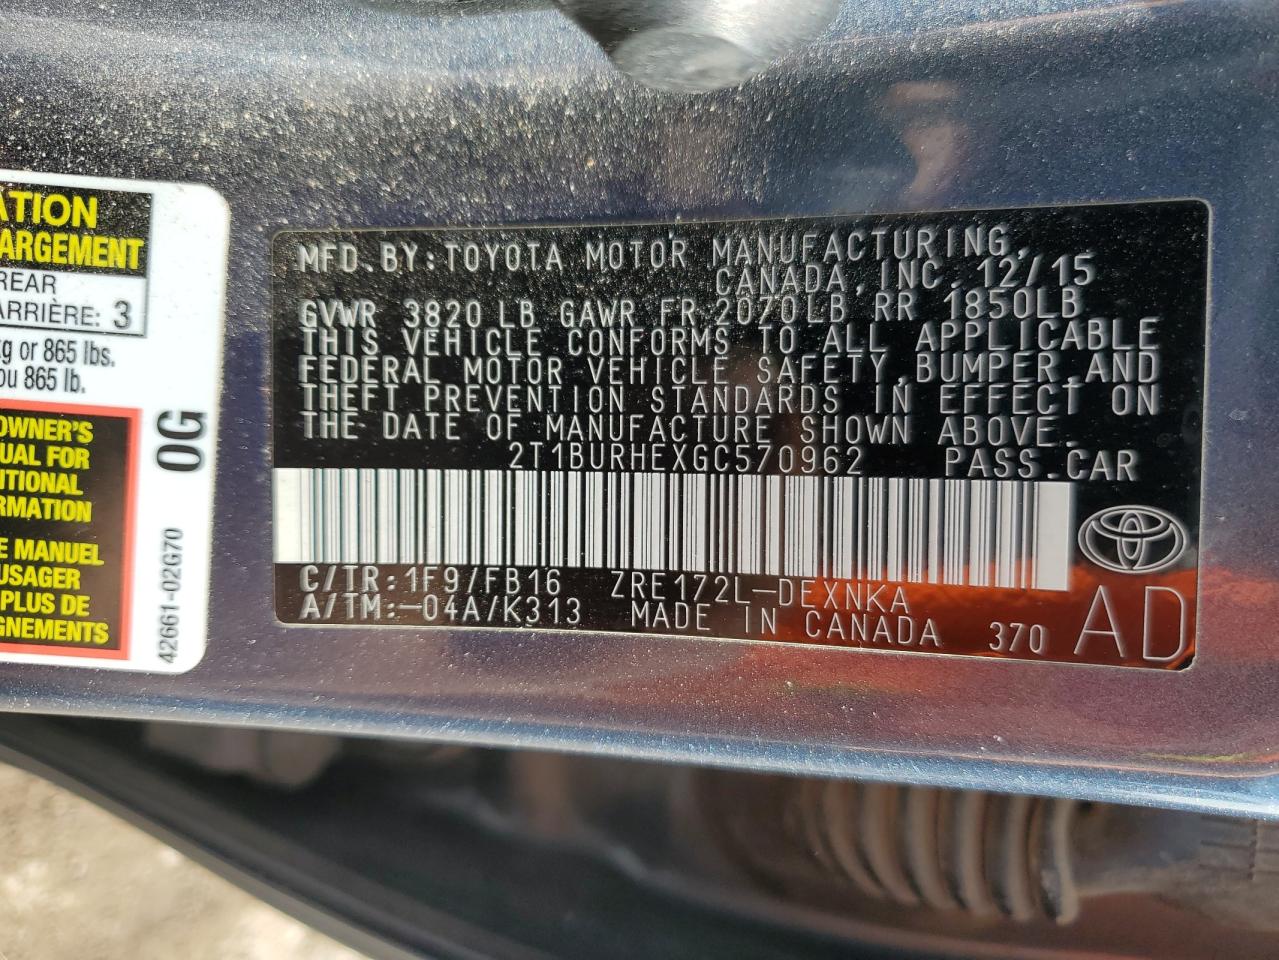 ATION
ARGEMENT
REAR
ARRIÈRE: 3
kg or 865 lbs.
ou 865 lb.
OWNER'S
UAL FOR
ITIONAL
ORMATION
E MANUEL
USAGER
PLUS DE
GNEMENTS
0G
42661-02G70
MFD.BY:TOYOTA MOTOR MANUFACTURING,
CANADA,INC.12/15
GVWR 3820 LB GAWR FR 2070LB RR 1850LB
THIS VEHICLE CONFORMS TO ALL APPLICABLE
FEDERAL MOTOR VEHICLE SAFETY,BUMPER,AND
THEFT PREVENTION STANDARDS IN EFFECT ON
THE DATE OF MANUFACTURE SHOWN ABOVE.
2T1BURHEXGC570962 PASS.CAR
C/TR:1F9/FB16 ZRE172L-DEXNKA
A/TM:-04A/K313 MADE IN CANADA 370 AD